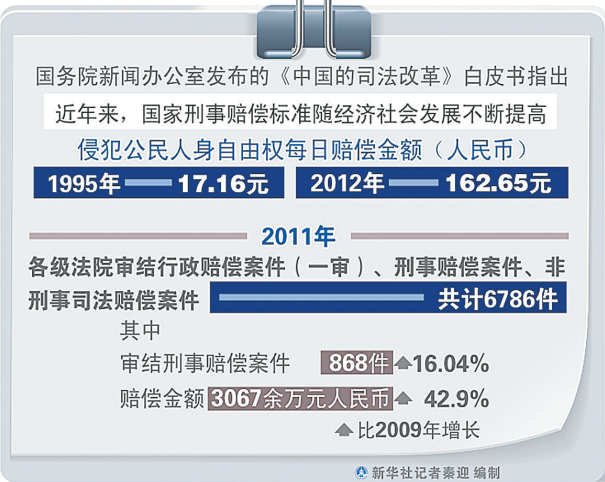 国务院新闻办公室发布的《中国的司法改革》白皮书指出
近年来，国家刑事赔偿标准随经济社会发展不断提高
侵犯公民人身自由权每日赔偿金额（人民币）
1995年 17.16元 2012年 162.65元
2011年
各级法院审结行政赔偿案件（一审）、刑事赔偿案件、非
刑事司法赔偿案件 共计6786件
其中
审结刑事赔偿案件 868件 16.04%
赔偿金额 3067余万元人民币 42.9%
比2009年增长
新华社记者秦迎 编制